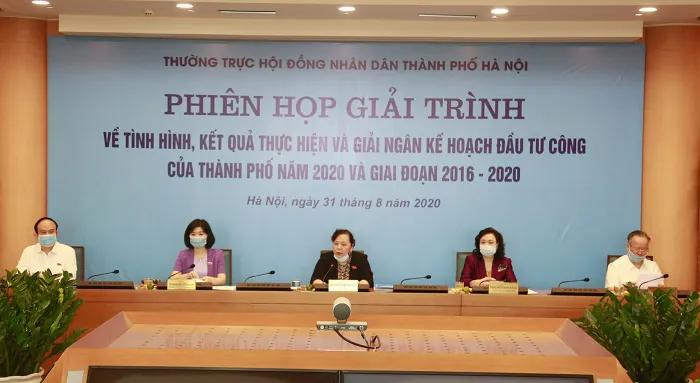 THƯỜNG TRỰC HỘI ĐỒNG NHÂN DÂN THÀNH PHỐ HÀ NỘI
PHIÊN HỌP GIẢI TRÌNH
VỀ TÌNH HÌNH, KẾT QUẢ THỰC HIỆN VÀ GIẢI NGÂN KẾ HOẠCH ĐẦU TƯ CÔNG
CỦA THÀNH PHỐ NĂM 2020 VÀ GIAI ĐOẠN 2016 - 2020
Hà Nội, ngày 31 tháng 8 năm 2020